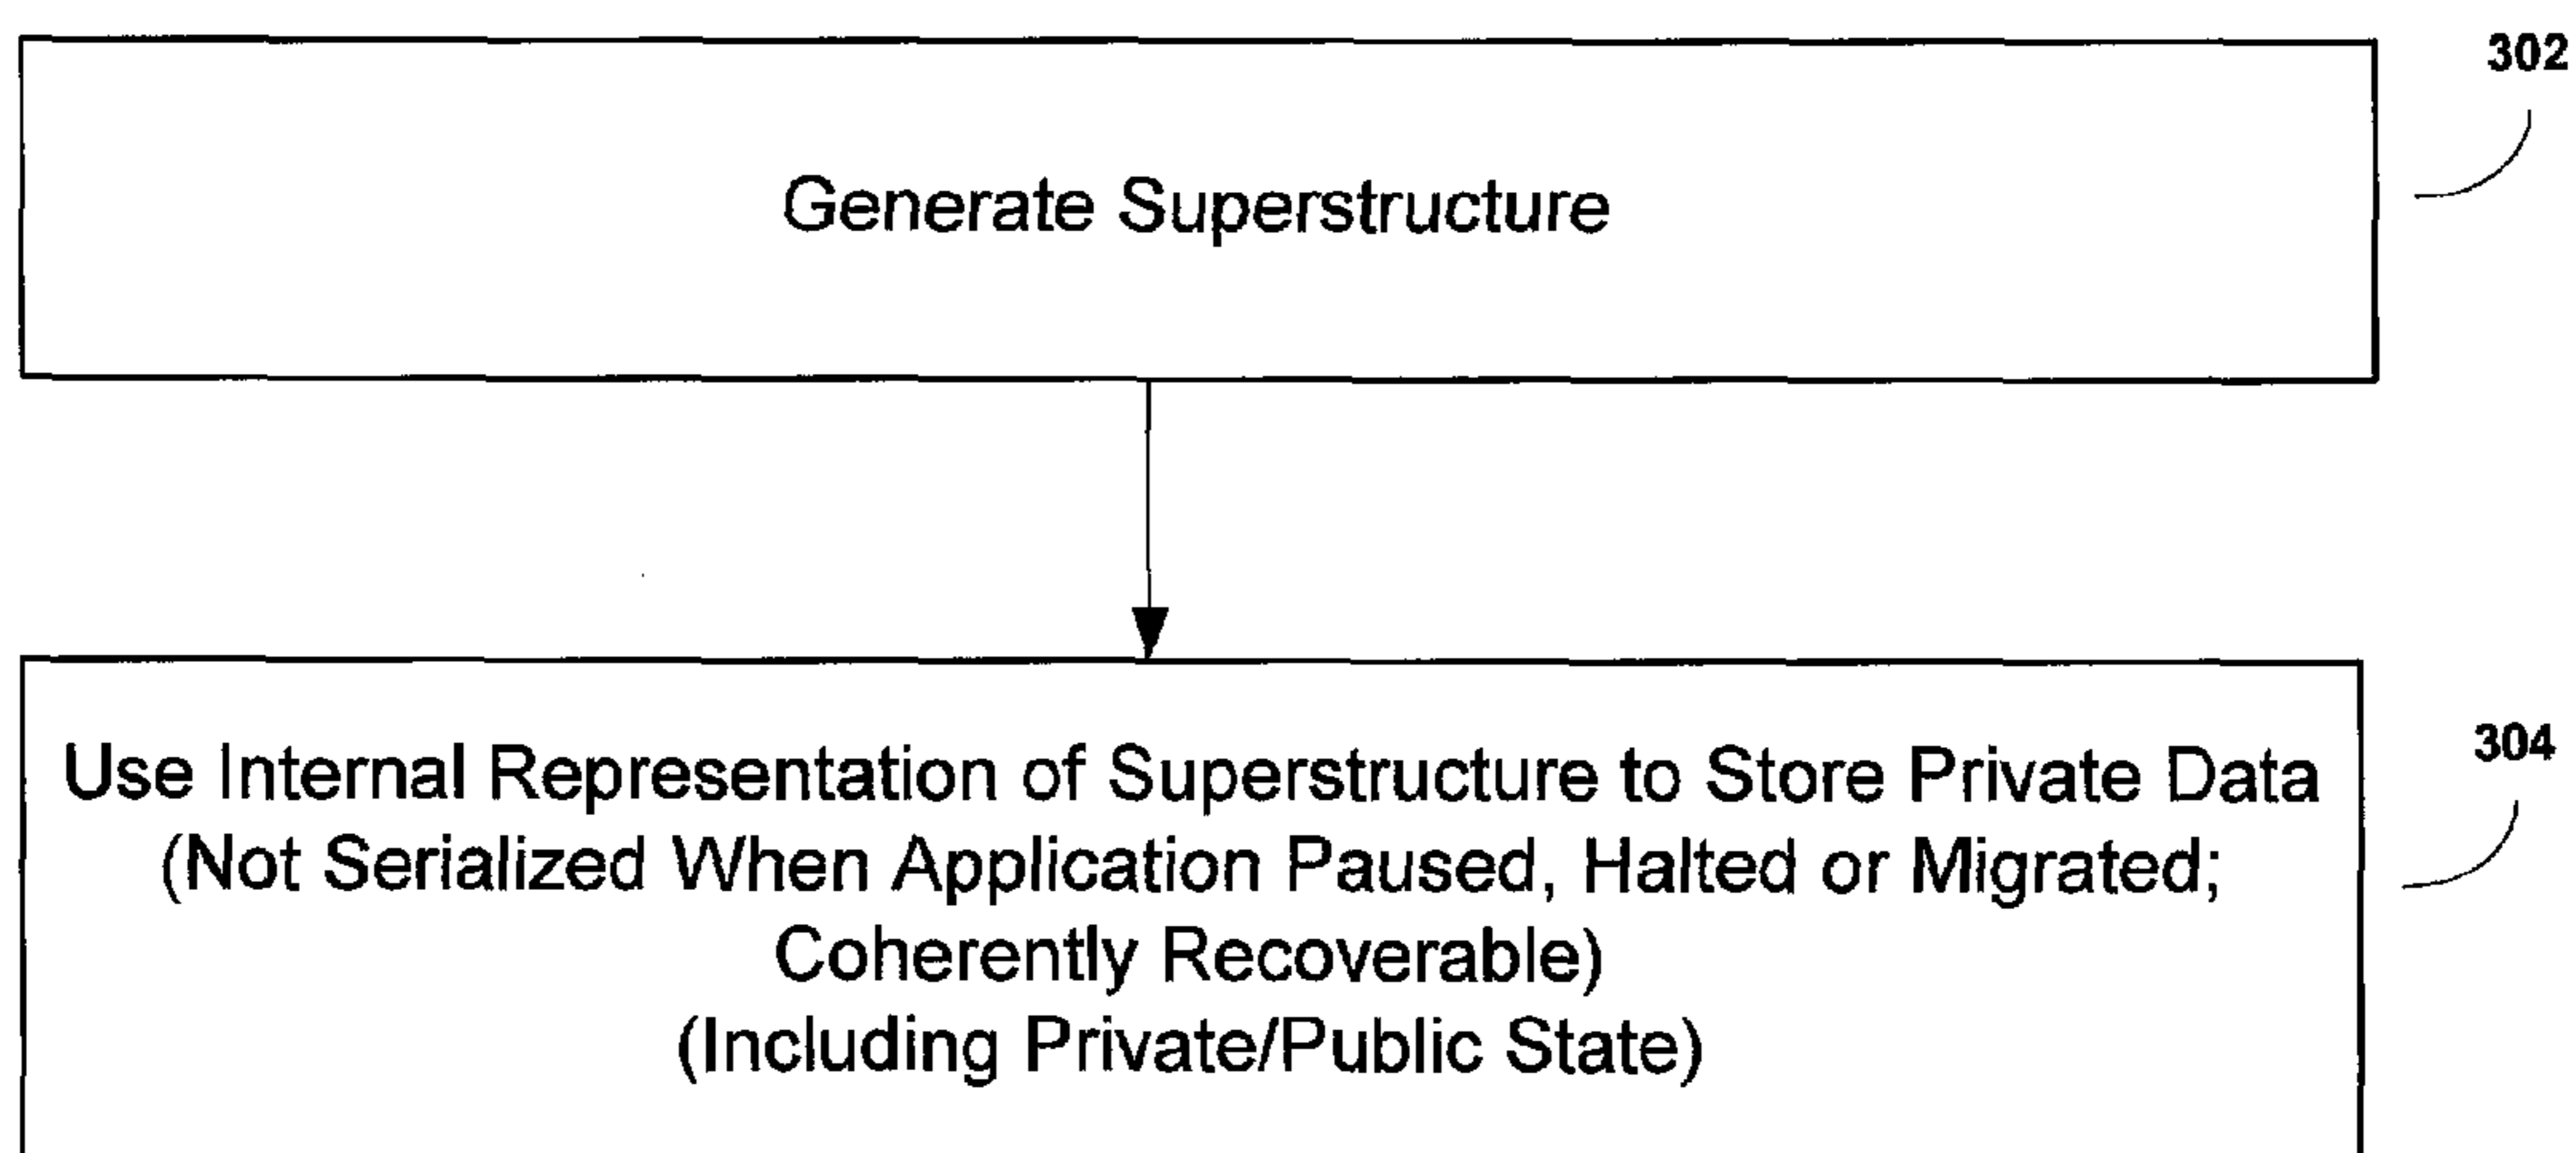 302
Generate Superstructure
304
Use Internal Representation of Superstructure to Store Private Data
(Not Serialized When Application Paused, Halted or Migrated;
Coherently Recoverable)
(Including Private/Public State)